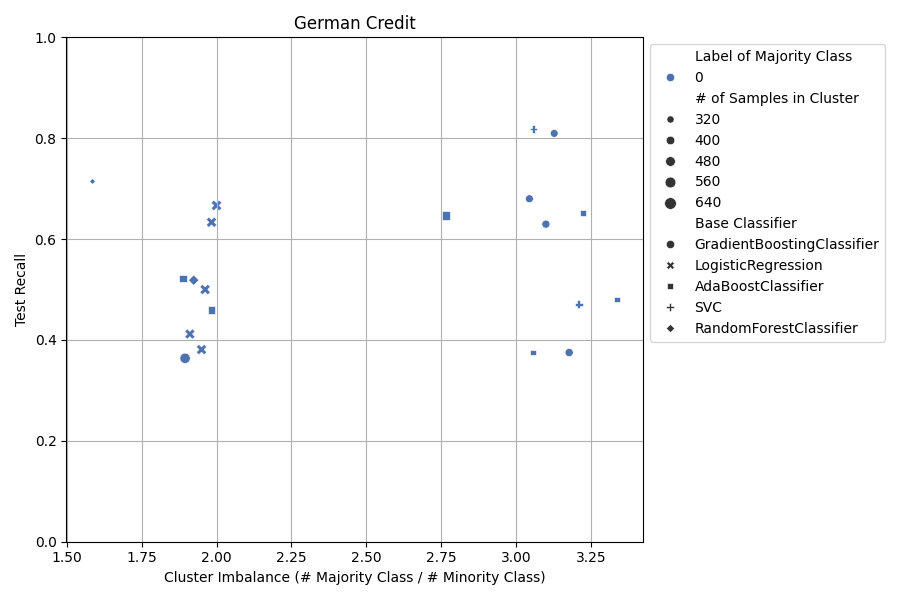 German Credit
1.0
0.8
0.6
0.4
0.2
0.0
Test Recall
1.50 1.75 2.00 2.25 2.50 2.75 3.00 3.25
Cluster Imbalance (# Majority Class / # Minority Class)
Label of Majority Class
0
# of Samples in Cluster
320
400
480
560
640
Base Classifier
GradientBoostingClassifier
LogisticRegression
AdaBoostClassifier
SVC
RandomForestClassifier